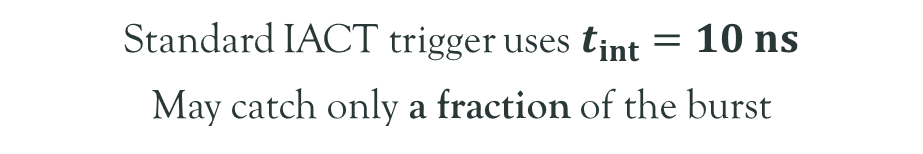 Standard IACT trigger uses t_int = 10 ns
May catch only a fraction of the burst